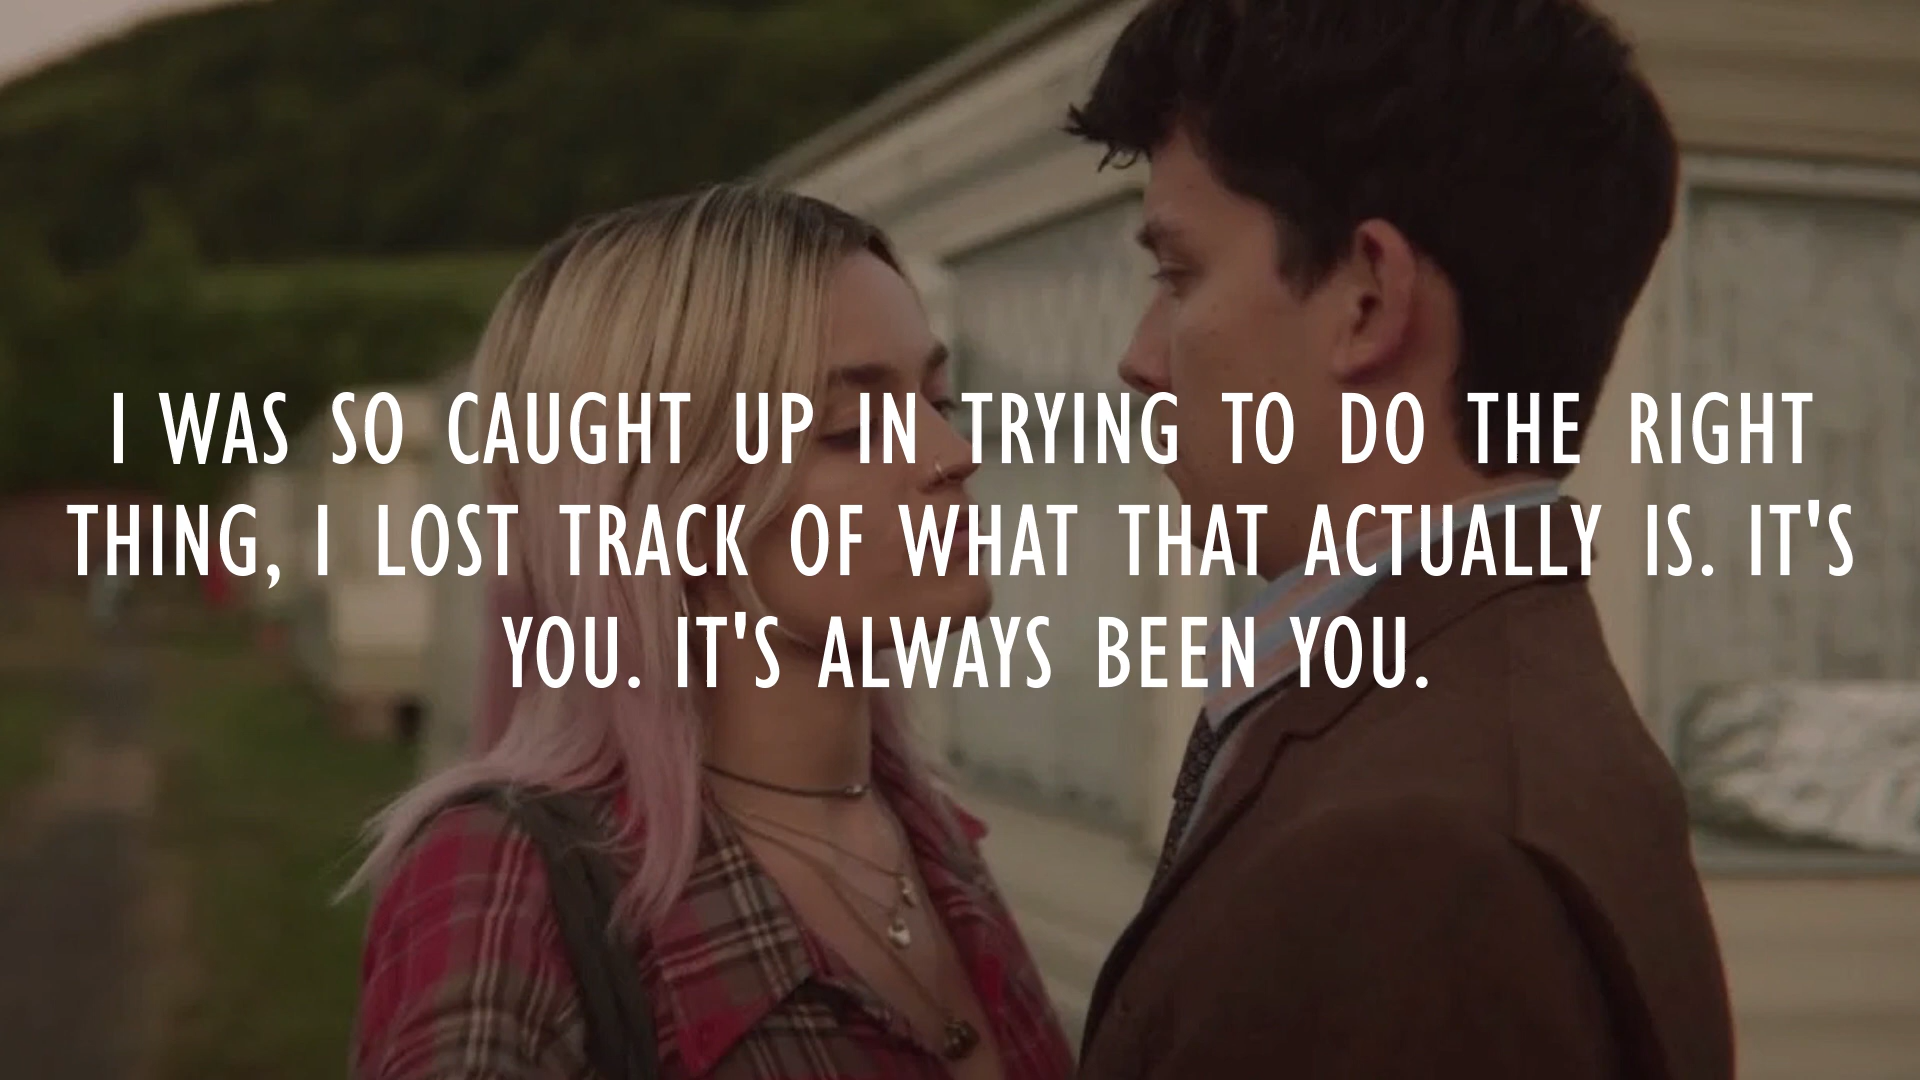 I WAS SO CAUGHT UP IN TRYING TO DO THE RIGHT
THING, I LOST TRACK OF WHAT THAT ACTUALLY IS. IT'S
YOU. IT'S ALWAYS BEEN YOU.